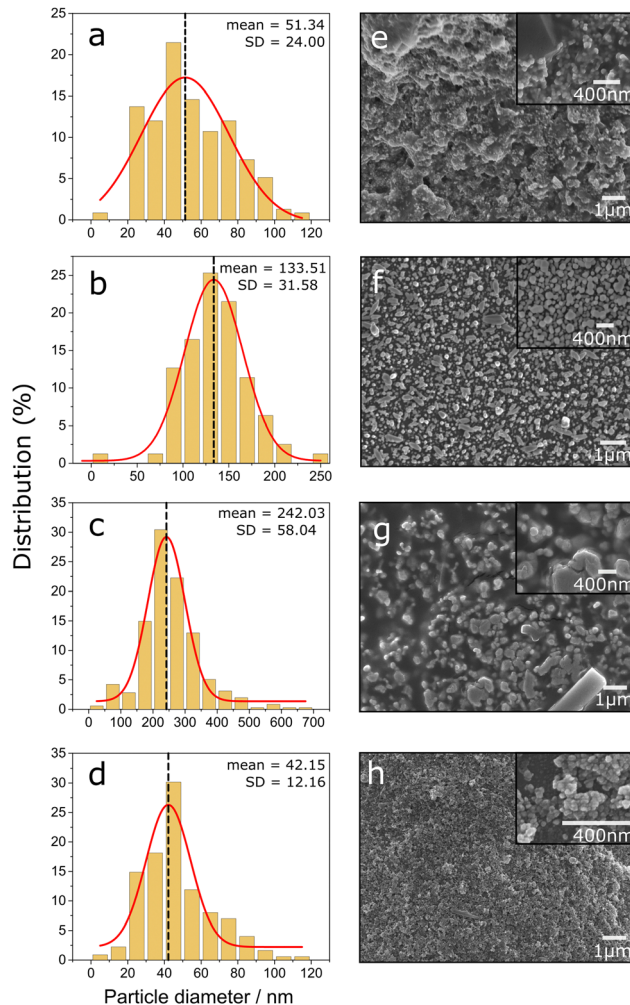 a
mean = 51.34
SD = 24.00
25
20
15
10
5
0
0 20 40 60 80 100 120
e
400nm
1μm
b
mean = 133.51
SD = 31.58
25
20
15
10
5
0
0 50 100 150 200 250
f
400nm
1μm
c
mean = 242.03
SD = 58.04
35
30
25
20
15
10
5
0
0 100 200 300 400 500 600 700
g
400nm
1μm
d
mean = 42.15
SD = 12.16
35
30
25
20
15
10
5
0
0 20 40 60 80 100 120
h
400nm
1μm
Distribution (%)
Particle diameter / nm